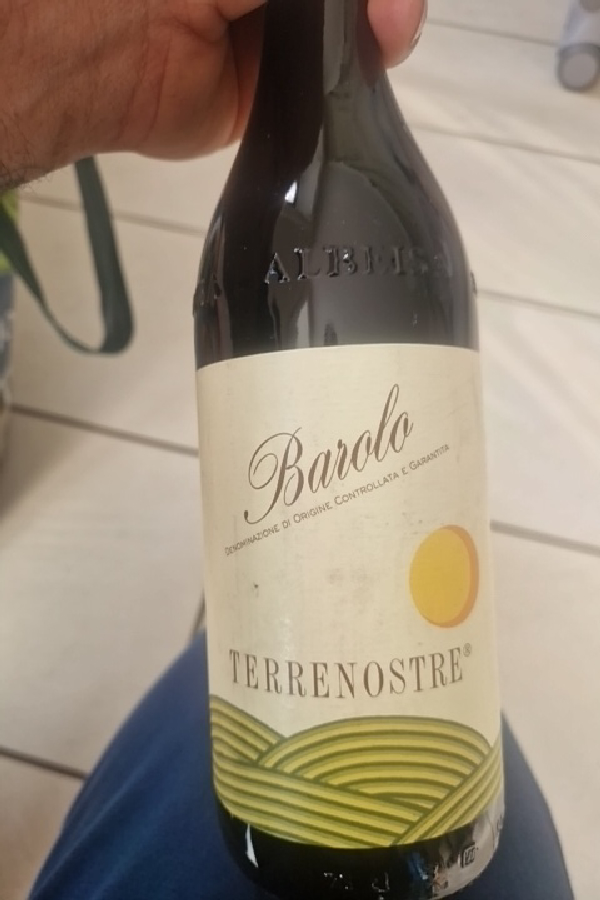 ALBEISA
Barolo
DENOMINAZIONE DI ORIGINE CONTROLLATA E GARANTITA
TERRENOSTRE®